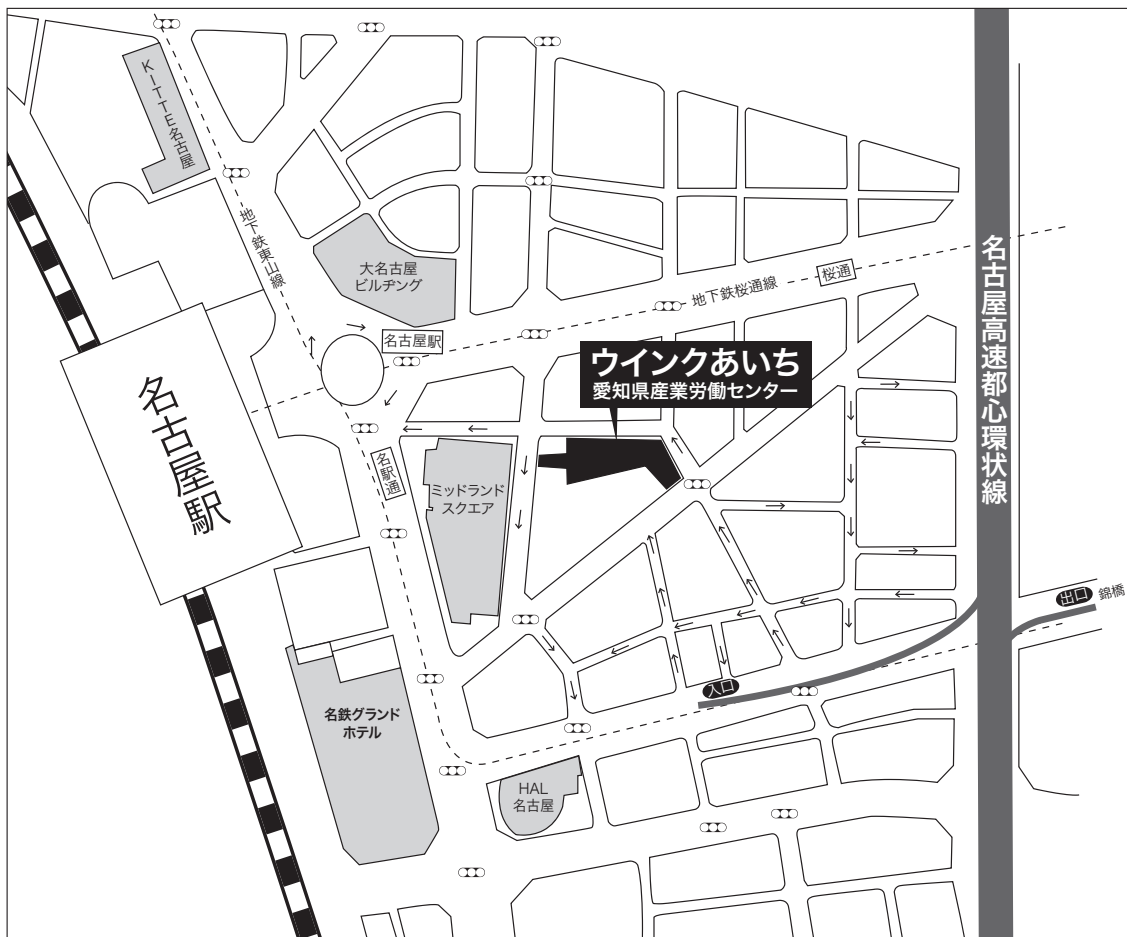 KITTE名古屋
地下鉄東山線
大名古屋
ビルヂング
名古屋駅
地下鉄桜通線
桜通
ウインクあいち
愛知県産業労働センター
名古屋高速都心環状線
名古屋駅
名駅通
ミッドランド
スクエア
出口
錦橋
入口
名鉄グランド
ホテル
HAL
名古屋